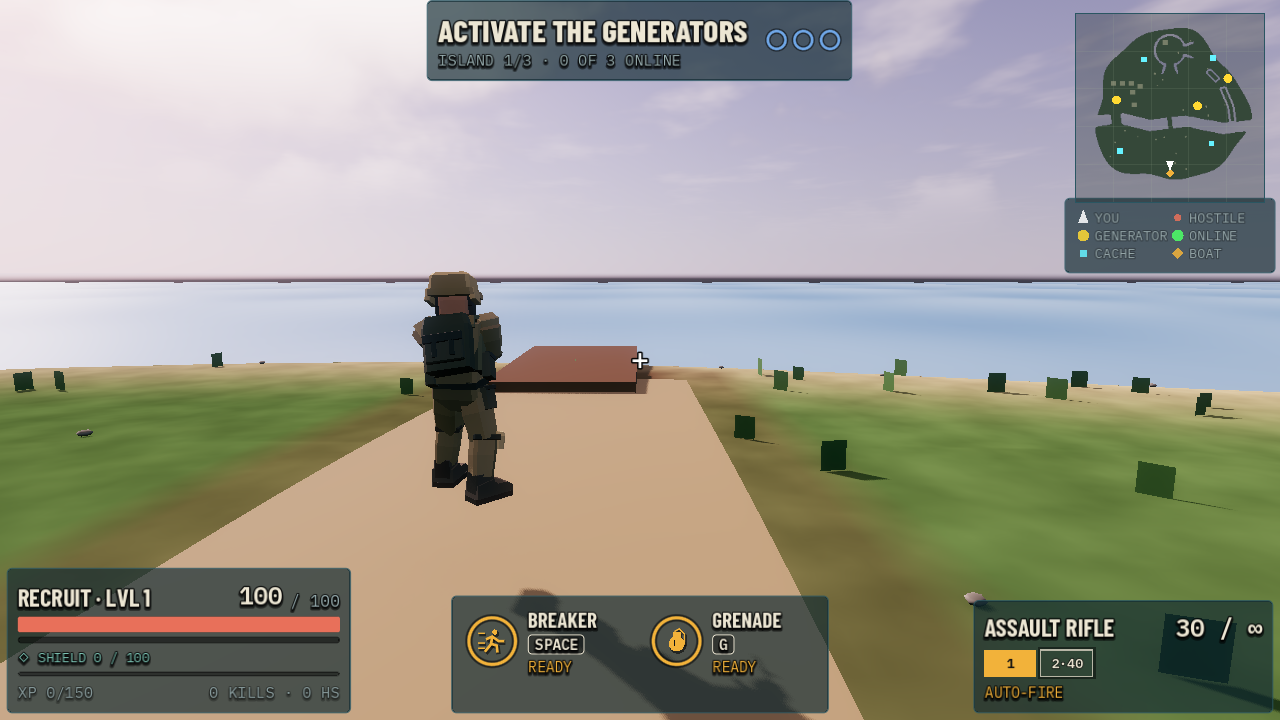 ACTIVATE THE GENERATORS
ISLAND 1/3 · 0 OF 3 ONLINE
YOU
HOSTILE
GENERATOR
ONLINE
CACHE
BOAT
RECRUIT · LVL 1
100 / 100
SHIELD 0 / 100
XP 0/150
0 KILLS · 0 HS
BREAKER
SPACE
READY
GRENADE
G
READY
ASSAULT RIFLE
30 / ∞
1
2·40
AUTO-FIRE